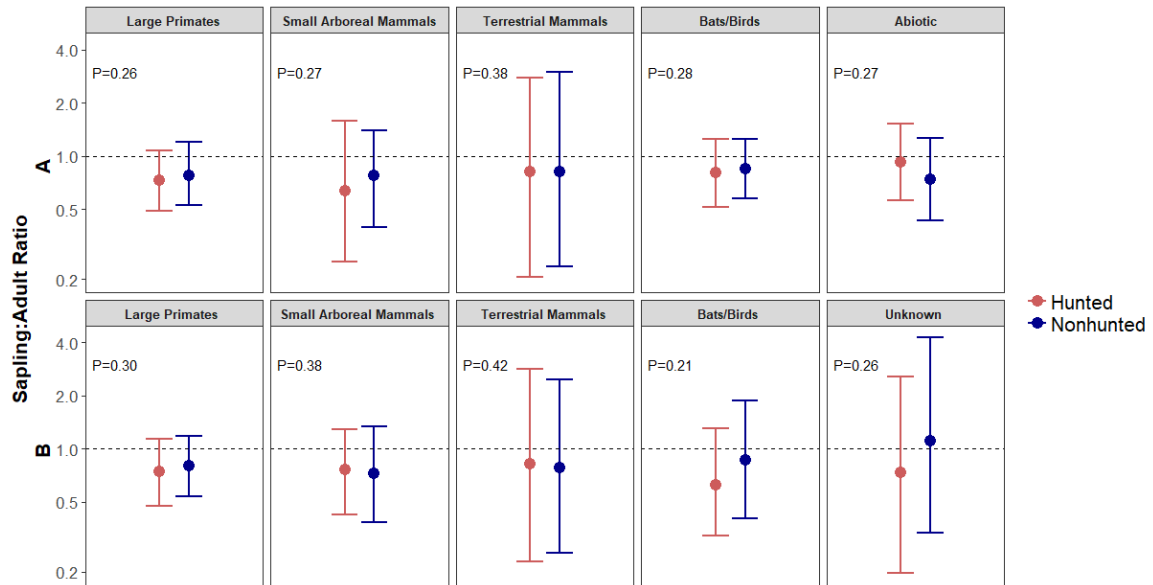 Large Primates
Small Arboreal Mammals
Terrestrial Mammals
Bats/Birds
Abiotic
P=0.26
P=0.27
P=0.38
P=0.28
P=0.27
4.0
2.0
1.0
0.5
0.2
A
Sapling:Adult Ratio
Large Primates
Small Arboreal Mammals
Terrestrial Mammals
Bats/Birds
Unknown
P=0.30
P=0.38
P=0.42
P=0.21
P=0.26
4.0
2.0
1.0
0.5
0.2
B
Hunted
Nonhunted